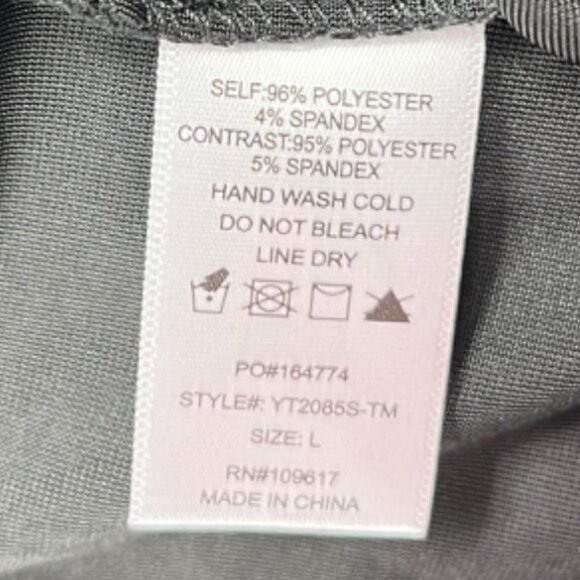 SELF:96% POLYESTER
4% SPANDEX
CONTRAST:95% POLYESTER
5% SPANDEX
HAND WASH COLD
DO NOT BLEACH
LINE DRY
PO#164774
STYLE#: YT2085S-TM
SIZE: L
RN#109617
MADE IN CHINA